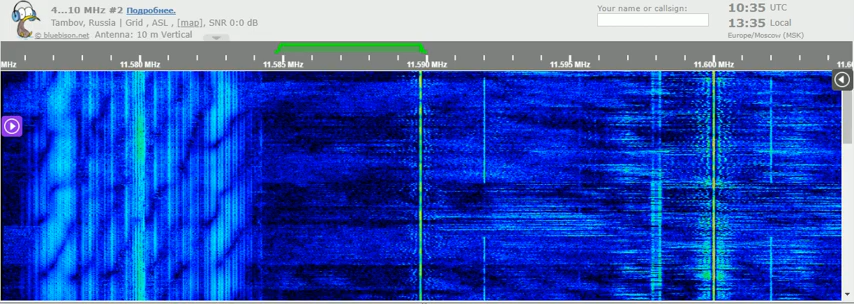 4...10 MHz #2 Подробнее.
Tambov, Russia | Grid , ASL , [map], SNR 0:0 dB
© bluebison.net Antenna: 10 m Vertical
Your name or callsign:
10:35 UTC
13:35 Local
Europe/Moscow (MSK)
MHz 11.580 MHz 11.585 MHz 11.590 MHz 11.595 MHz 11.600 MHz 11.60